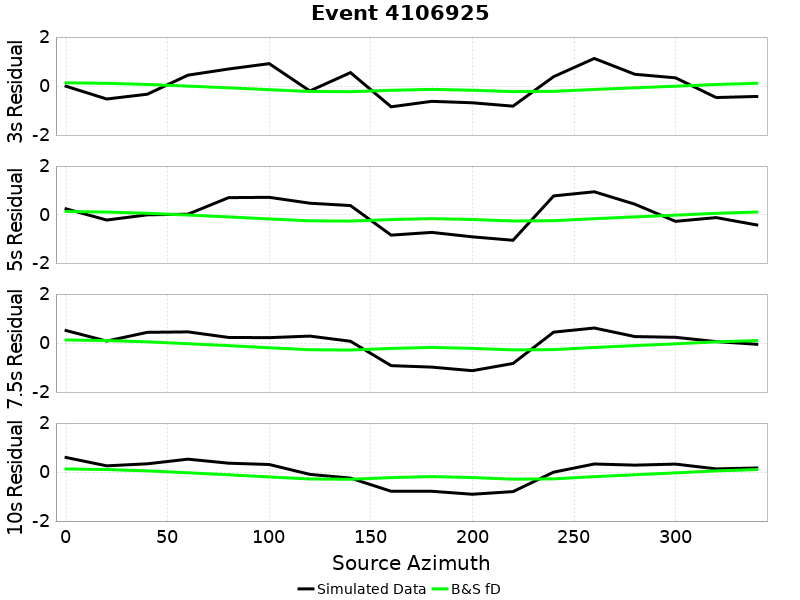 Event 4106925
3s Residual
2
0
-2
5s Residual
2
0
-2
7.5s Residual
2
0
-2
10s Residual
2
0
-2
0 50 100 150 200 250 300
Source Azimuth
Simulated Data B&S fD